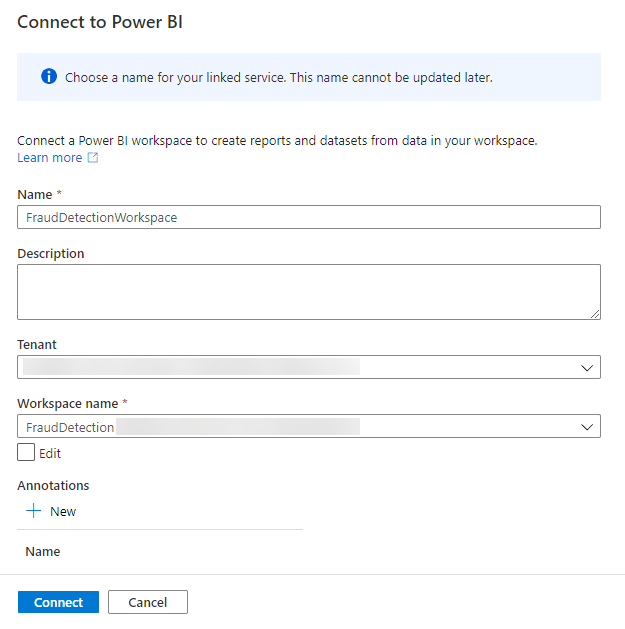 Connect to Power BI
Choose a name for your linked service. This name cannot be updated later.
Connect a Power BI workspace to create reports and datasets from data in your workspace.
Learn more
Name *
FraudDetectionWorkspace
Description
Tenant
Workspace name *
FraudDetection
Edit
Annotations
New
Name
Connect Cancel